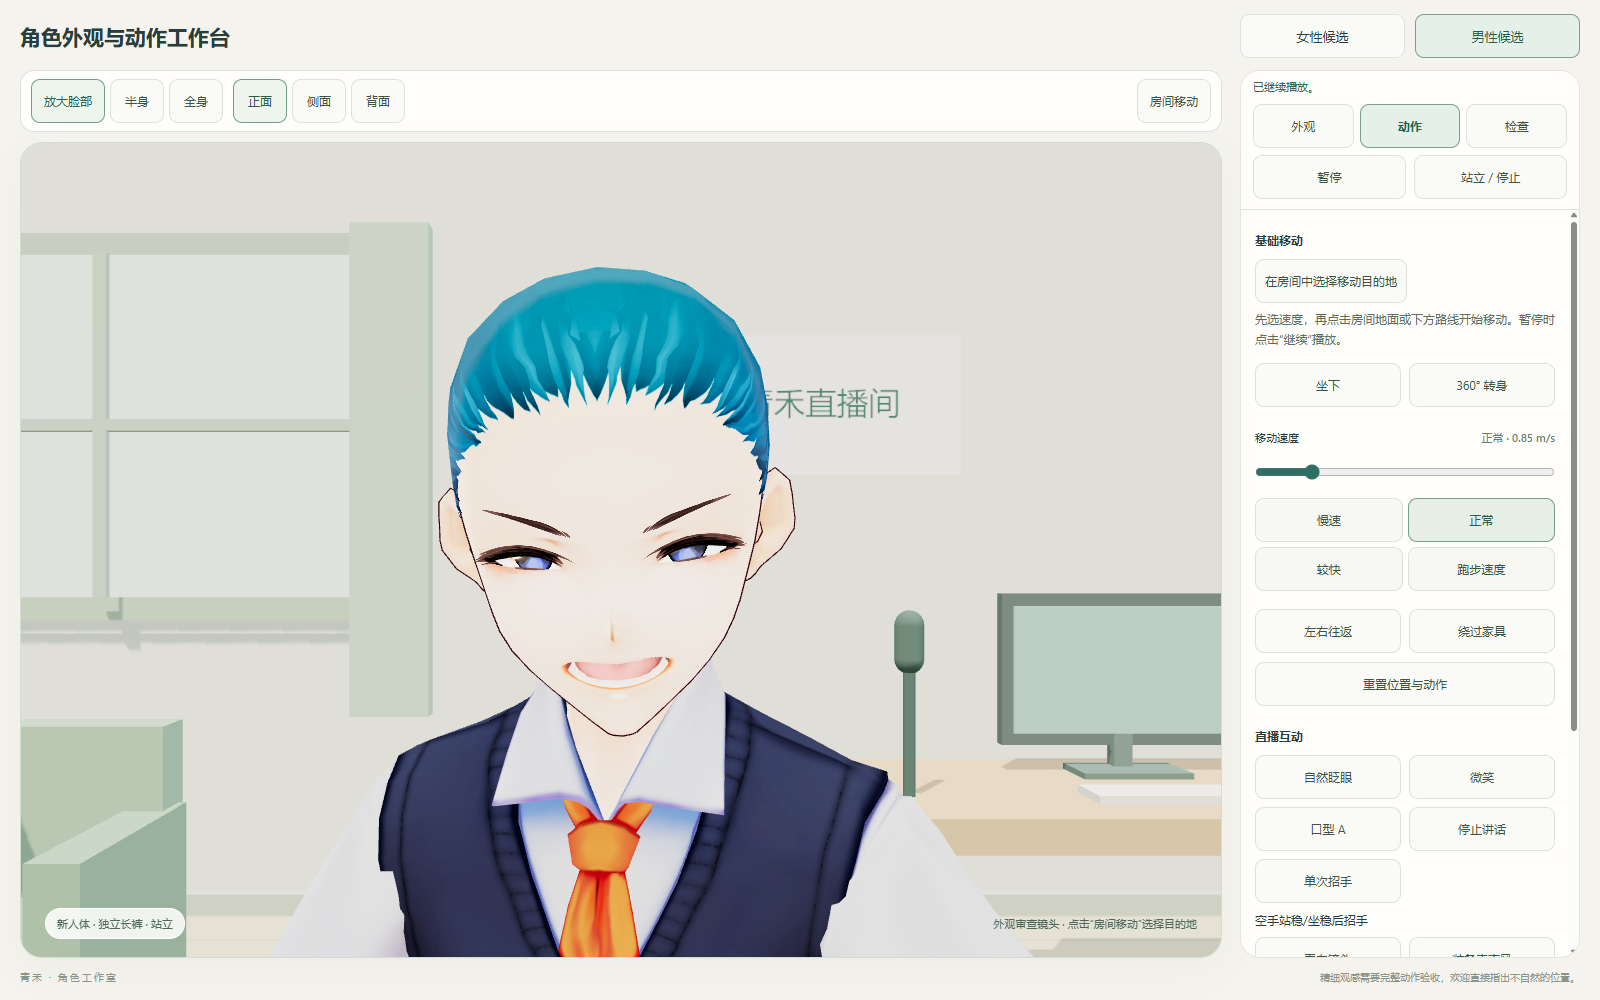 角色外观与动作工作台
女性候选
男性候选
放大脸部
半身
全身
正面
侧面
背面
房间移动
已继续播放。
外观
动作
检查
暂停
站立 / 停止
基础移动
在房间中选择移动目的地
先选速度，再点击房间地面或下方路线开始移动。暂停时
点击“继续”播放。
坐下
360° 转身
移动速度
正常 · 0.85 m/s
慢速
正常
较快
跑步速度
左右往返
绕过家具
重置位置与动作
直播互动
自然眨眼
微笑
口型 A
停止讲话
单次招手
空手站稳/坐稳后招手
禾直播间
新人体 · 独立长裤 · 站立
外观审查镜头 · 点击“房间移动”选择目的地
青禾 · 角色工作室
精细观感需要完整动作验收，欢迎直接指出不自然的位置。